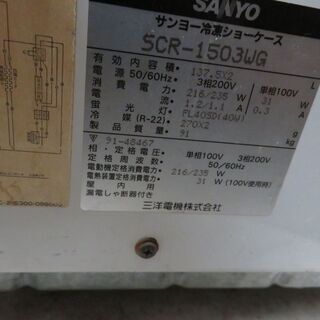 SANYO
サンヨー冷凍ショーケース
SCR-1503WG
有効内容積 137.5X2 L
電源50/60Hz 3相200V 単相100V
消費電力 216/235 W 31 W
電流 1.2/1.1 A 0.3 A
蛍光灯 FL40SD(40W)
冷媒(R-22) 270X2 g
製品質量 91 kg
91-48467
相・定格電圧 単相100V 3相200V
定格周波数 50/60Hz
電動機定格消費電力 216/235 W
電熱装置定格消費電力 31 W (100V使用時)
屋内用
漏電しゃ断器付き
三洋電機株式会社